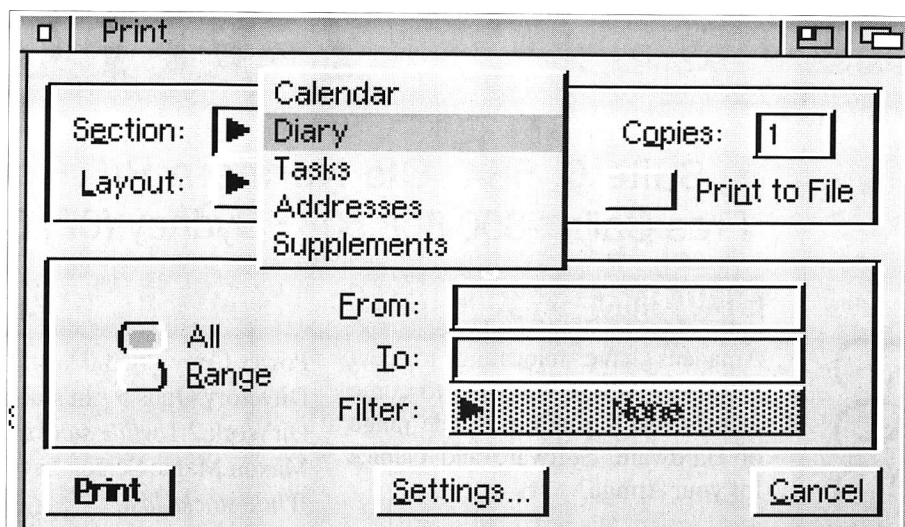 Print
Calendar
Section: Diary
Copies: 1
Tasks
Layout:
Print to File
Addresses
Supplements
From:
All
To:
Range
Filter: None
Print
Settings...
Cancel